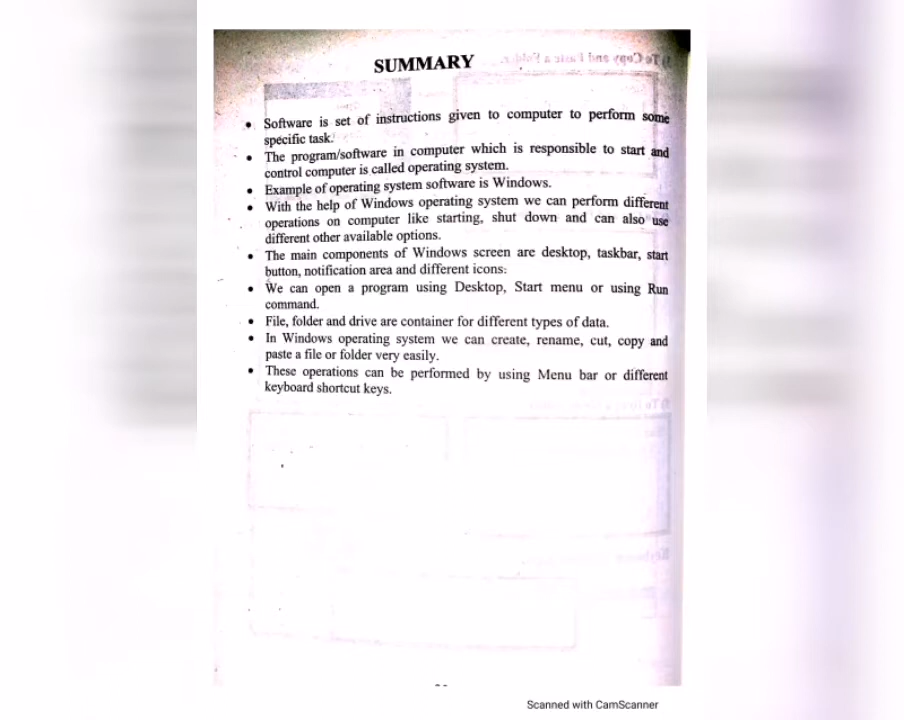 SUMMARY
• Software is set of instructions given to computer to perform some
specific task.
• The program/software in computer which is responsible to start and
control computer is called operating system.
• Example of operating system software is Windows.
• With the help of Windows operating system we can perform different
operations on computer like starting, shut down and can also use
different other available options.
• The main components of Windows screen are desktop, taskbar, start
button, notification area and different icons.
• We can open a program using Desktop, Start menu or using Run
command.
• File, folder and drive are container for different types of data.
• In Windows operating system we can create, rename, cut, copy and
paste a file or folder very easily.
• These operations can be performed by using Menu bar or different
keyboard shortcut keys.
Scanned with CamScanner